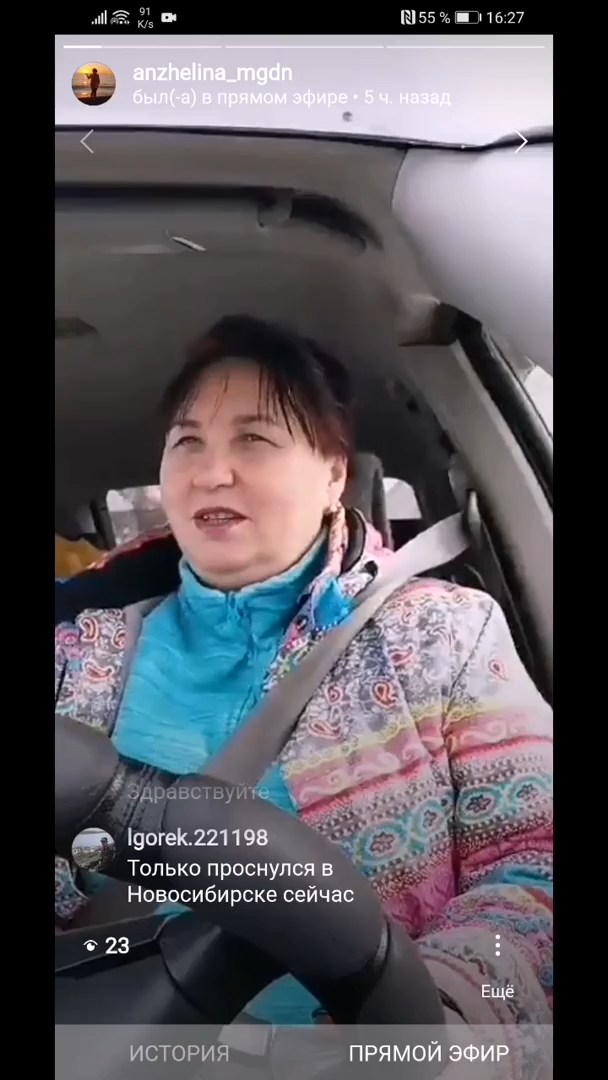 91
K/s
55 %
16:27
anzhelina_mgdn
был(-а) в прямом эфире • 5 ч. назад
Здравствуйте
Igorek.221198
Только проснулся в
Новосибирске сейчас
23
Ещё
ИСТОРИЯ
ПРЯМОЙ ЭФИР